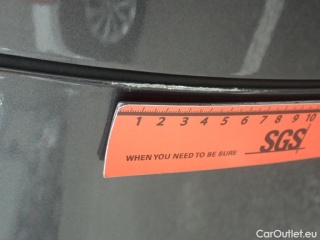 1 2 3 4 5 6 7 8 9 10
SGS
WHEN YOU NEED TO BE SURE
CarOutlet.eu